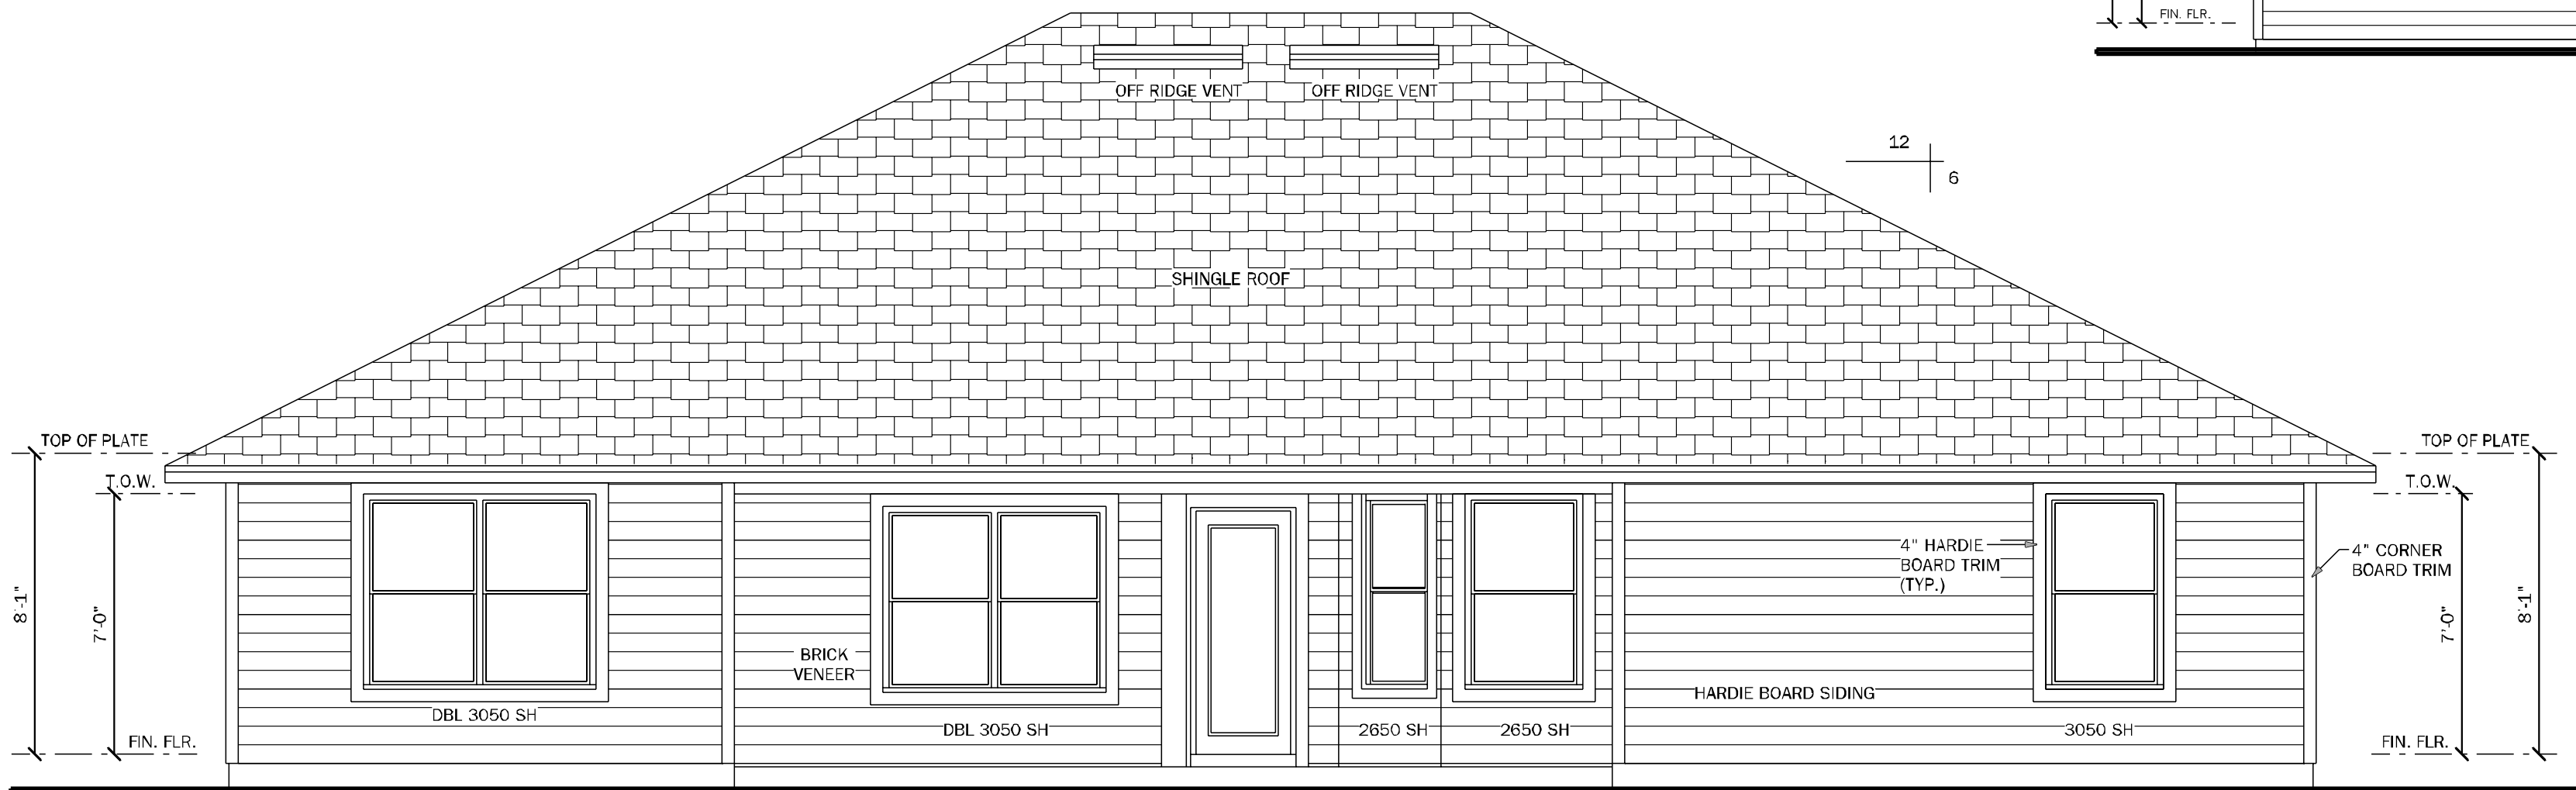 FIN. FLR.
OFF RIDGE VENT
OFF RIDGE VENT
12
6
SHINGLE ROOF
TOP OF PLATE
TOP OF PLATE
T.O.W.
T.O.W.
4" HARDIE
BOARD TRIM
(TYP.)
4" CORNER
BOARD TRIM
8'-1"
7'-0"
7'-0"
8'-1"
BRICK
VENEER
HARDIE BOARD SIDING
DBL 3050 SH
DBL 3050 SH
2650 SH
2650 SH
3050 SH
FIN. FLR.
FIN. FLR.